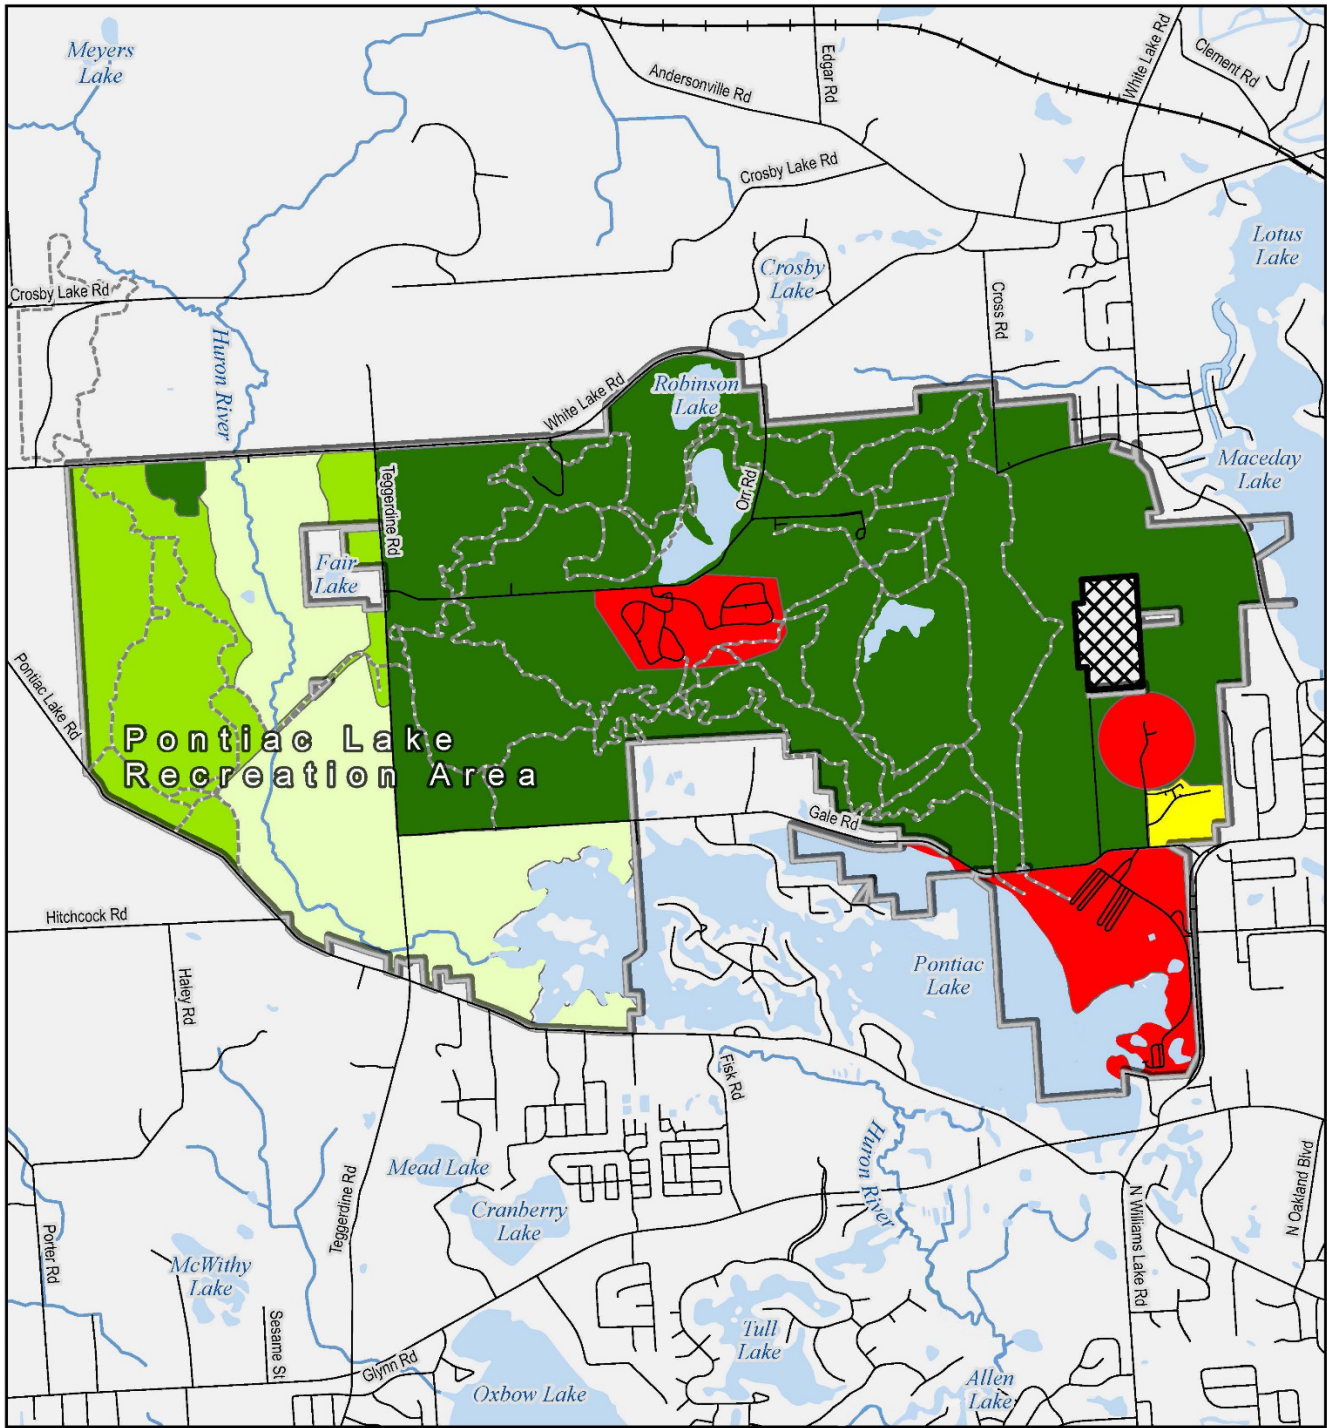 Meyers
Lake
Andersonville Rd
Edgar Rd
White Lake Rd
Clement Rd
Crosby Lake Rd
Lotus
Lake
Crosby
Lake
Crosby Lake Rd
Cross Rd
Huron River
Robinson
Lake
White Lake Rd
Maceday
Lake
Teggerdine Rd
Orr Rd
Fair
Lake
Pontiac Lake Rd
Pontiac Lake
Recreation Area
Gale Rd
Hitchcock Rd
Haley Rd
Pontiac
Lake
Fisk Rd
Huron River
Mead Lake
Cranberry
Lake
Teggerdine Rd
Porter Rd
McWithy
Lake
N Williams Lake Rd
N Oakland Blvd
Sesame St
Tull
Lake
Glynn Rd
Oxbow Lake
Allen
Lake